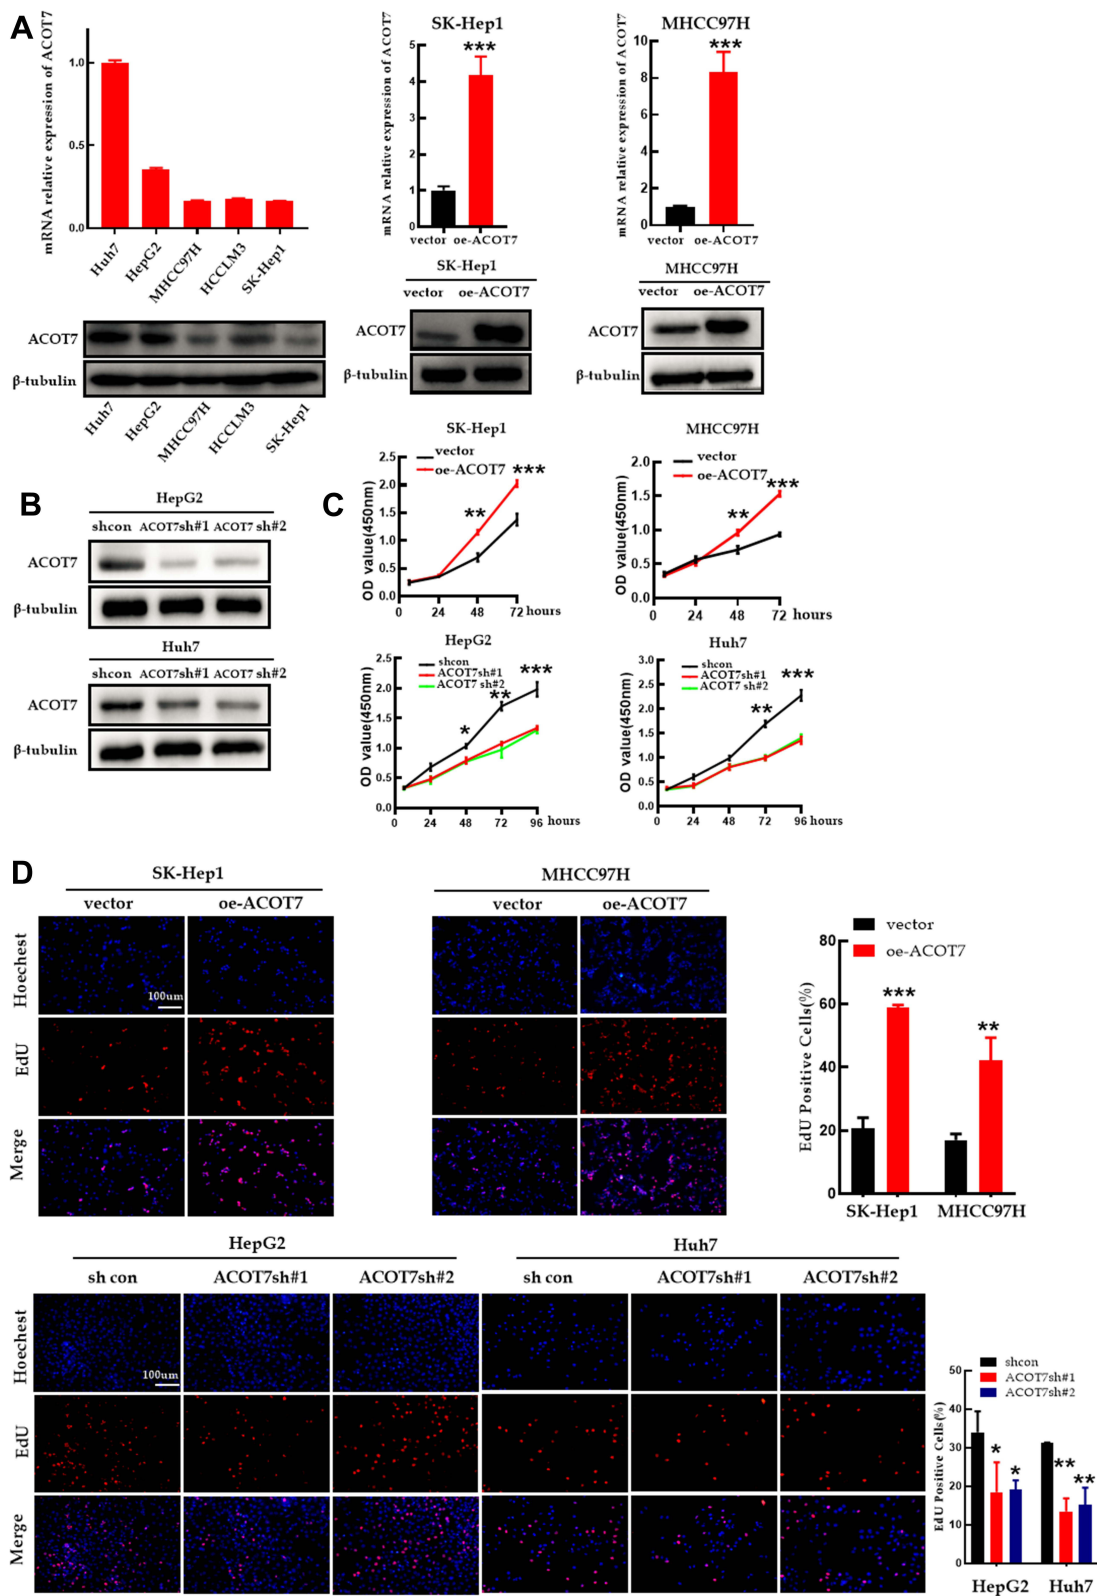 A
mRNA relative expression of ACOT7
1.0
0.5
0.0
Huh7
HepG2
MHCC97H
HCCLM3
SK-Hep1
SK-Hep1
mRNA relative expression of ACOT7
5
4
3
2
1
0
***
vector oe-ACOT7
MHCC97H
mRNA relative expression of ACOT7
10
8
6
4
2
0
***
vector oe-ACOT7
ACOT7
β-tubulin
Huh7
HepG2
MHCC97H
HCCLM3
SK-Hep1
SK-Hep1
vector oe-ACOT7
ACOT7
β-tubulin
MHCC97H
vector oe-ACOT7
ACOT7
β-tubulin
B
HepG2
shcon ACOT7sh#1 ACOT7 sh#2
ACOT7
β-tubulin
Huh7
shcon ACOT7sh#1 ACOT7 sh#2
ACOT7
β-tubulin
C
SK-Hep1
vector
oe-ACOT7
OD value(450nm)
2.5
2.0
1.5
1.0
0.5
0.0
**
***
0 24 48 72 hours
MHCC97H
vector
oe-ACOT7
OD value(450nm)
2.0
1.5
1.0
0.5
0.0
**
***
0 24 48 72 hours
HepG2
shcon
ACOT7sh#1
ACOT7 sh#2
OD value(450nm)
2.5
2.0
1.5
1.0
0.5
0.0
*
**
***
0 24 48 72 96 hours
Huh7
shcon
ACOT7sh#1
ACOT7 sh#2
OD value(450nm)
3.0
2.5
2.0
1.5
1.0
0.5
0.0
**
***
0 24 48 72 96 hours
D
SK-Hep1
vector oe-ACOT7
Hoechest
100um
EdU
Merge
MHCC97H
vector oe-ACOT7
vector
oe-ACOT7
EdU Positive Cells(%)
80
60
40
20
0
***
**
SK-Hep1 MHCC97H
HepG2
sh con ACOT7sh#1 ACOT7sh#2
Huh7
sh con ACOT7sh#1 ACOT7sh#2
Hoechest
100um
EdU
Merge
shcon
ACOT7sh#1
ACOT7sh#2
EdU Positive Cells(%)
50
40
30
20
10
0
*
*
**
**
HepG2 Huh7